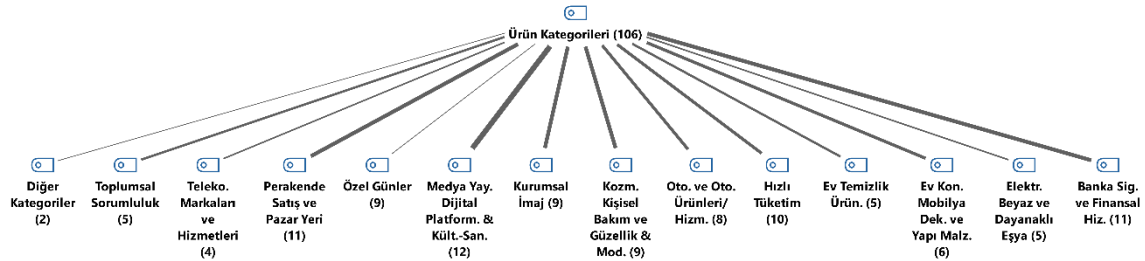 Ürün Kategorileri (106)
Diğer
Kategoriler
(2)
Toplumsal
Sorumluluk
(5)
Teleko.
Markaları
ve
Hizmetleri
(4)
Perakende
Satış ve
Pazar Yeri
(11)
Özel Günler
(9)
Medya Yay.
Dijital
Platform. &
Kült.-San.
(12)
Kurumsal
İmaj (9)
Kozm.
Kişisel
Bakım ve
Güzellik &
Mod. (9)
Oto. ve Oto.
Ürünleri/
Hizm. (8)
Hızlı
Tüketim
(10)
Ev Temizlik
Ürün. (5)
Ev Kon.
Mobilya
Dek. ve
Yapı Malz.
(6)
Elektr.
Beyaz ve
Dayanaklı
Eşya (5)
Banka Sig.
ve Finansal
Hiz. (11)